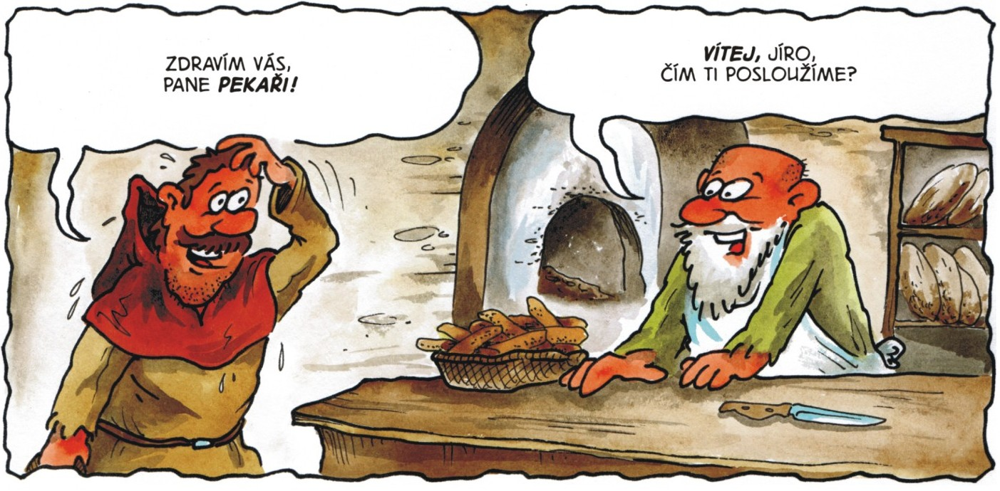 ZDRAVÍM VÁS,
PANE PEKAŘI!
VÍTEJ, JÍRO,
ČÍM TI POSLOUŽÍME?